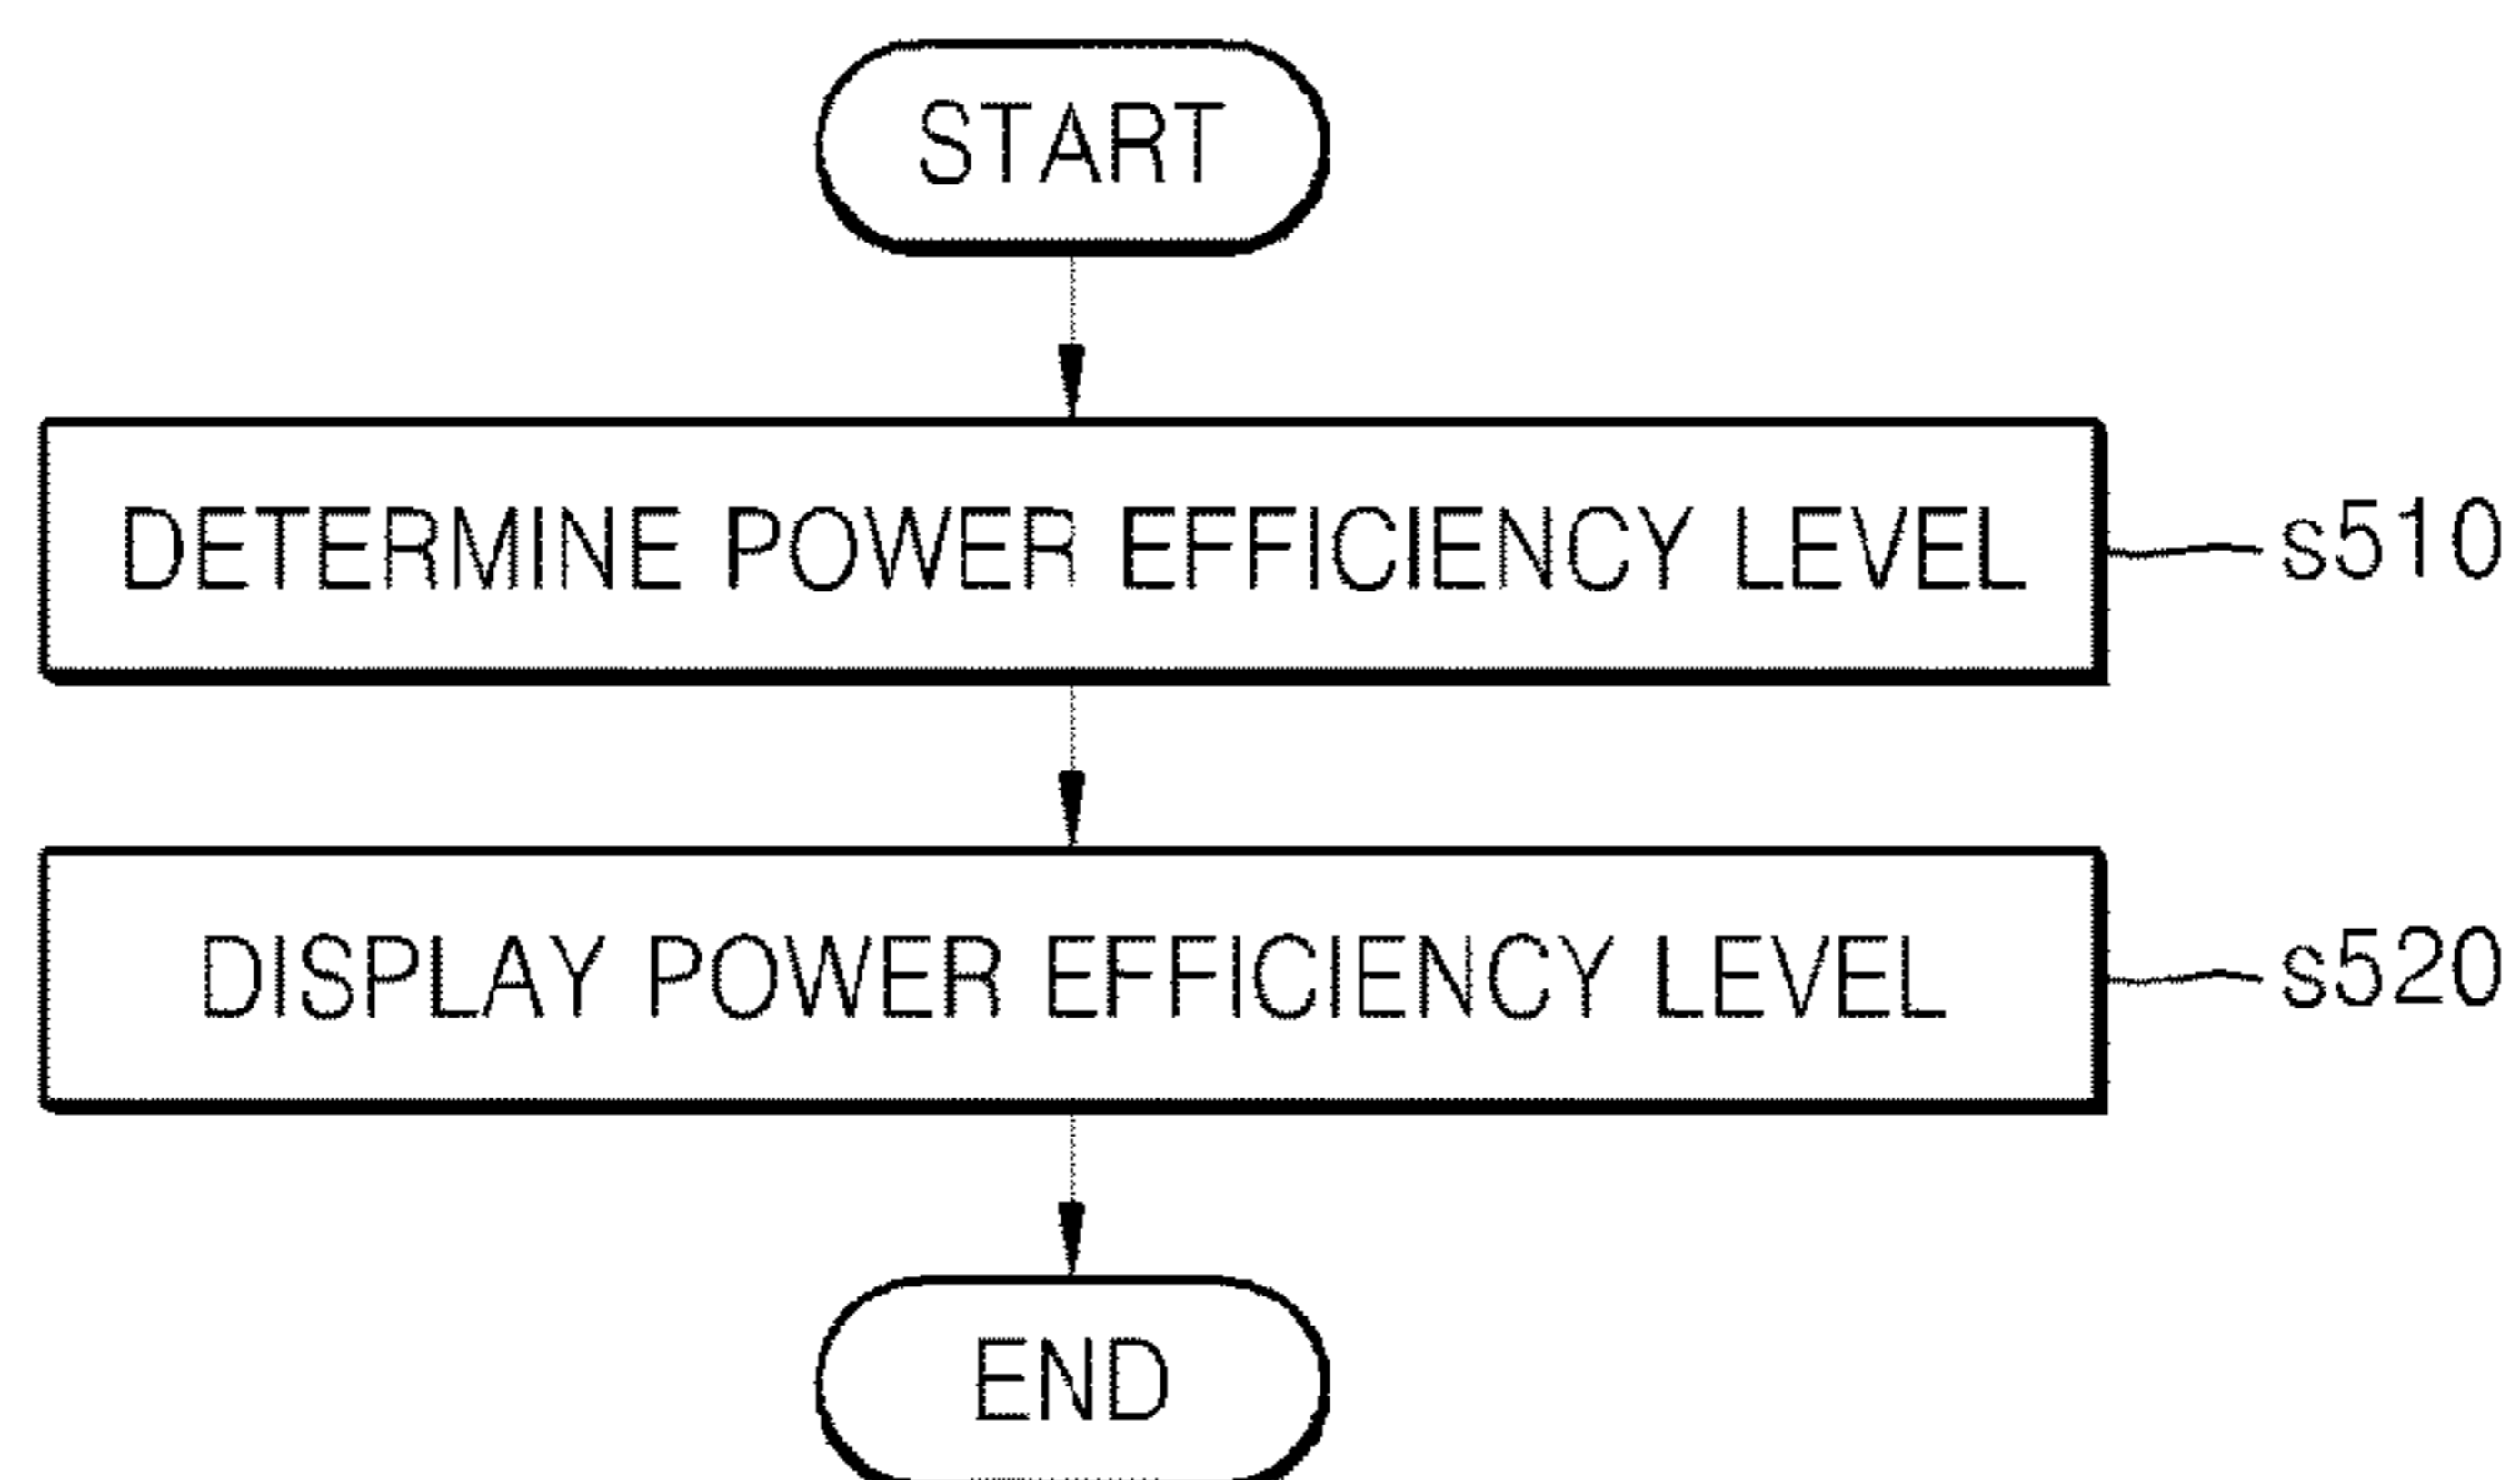 START
DETERMINE POWER EFFICIENCY LEVEL
s510
DISPLAY POWER EFFICIENCY LEVEL
s520
END